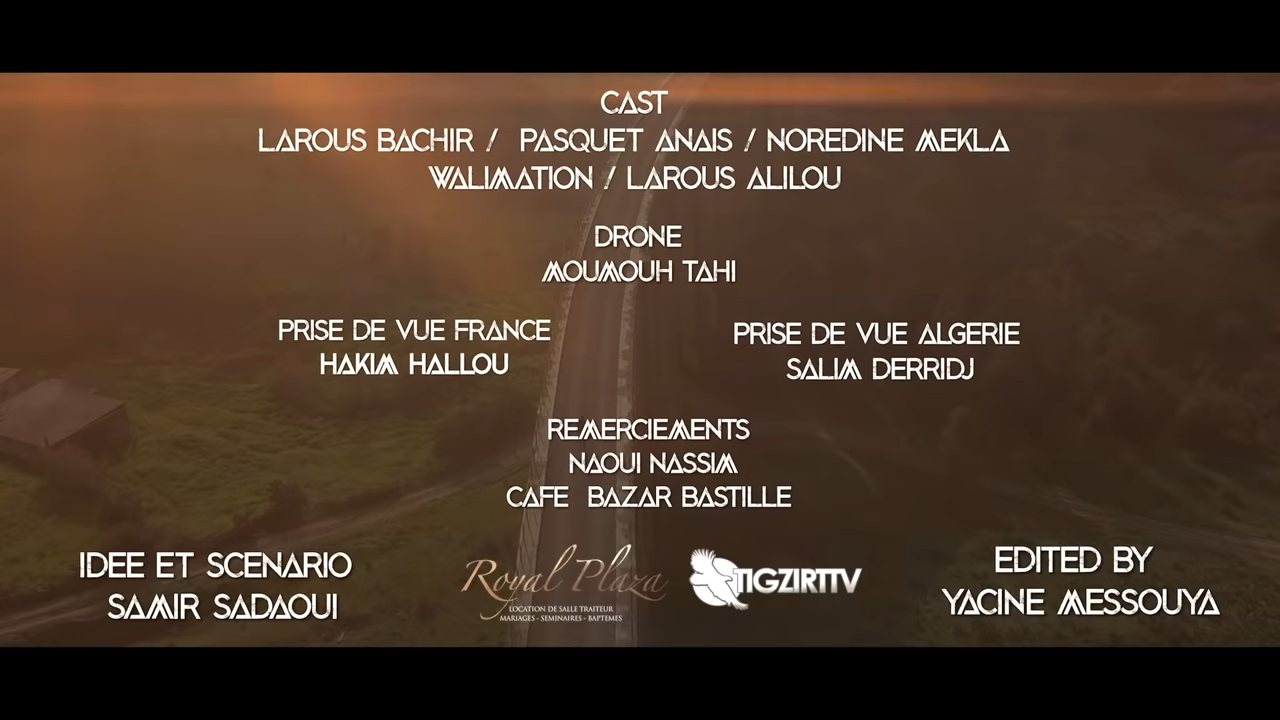 CAST
LAROUS BACHIR / PASQUET ANAIS / NOREDINE MEKLA
WALIMATION / LAROUS ALILOU
DRONE
MOUMOUH TAHI
PRISE DE VUE FRANCE
HAKIM HALLOU
PRISE DE VUE ALGERIE
SALIM DERRIDJ
REMERCIEMENTS
NAOUI NASSIM
CAFE BAZAR BASTILLE
IDEE ET SCENARIO
SAMIR SADAOUI
Royal Plaza
LOCATION DE SALLE TRAITEUR
MARIAGES - SEMINAIRES - BAPTEMES
TIGZIRTTV
EDITED BY
YACINE MESSOUYA